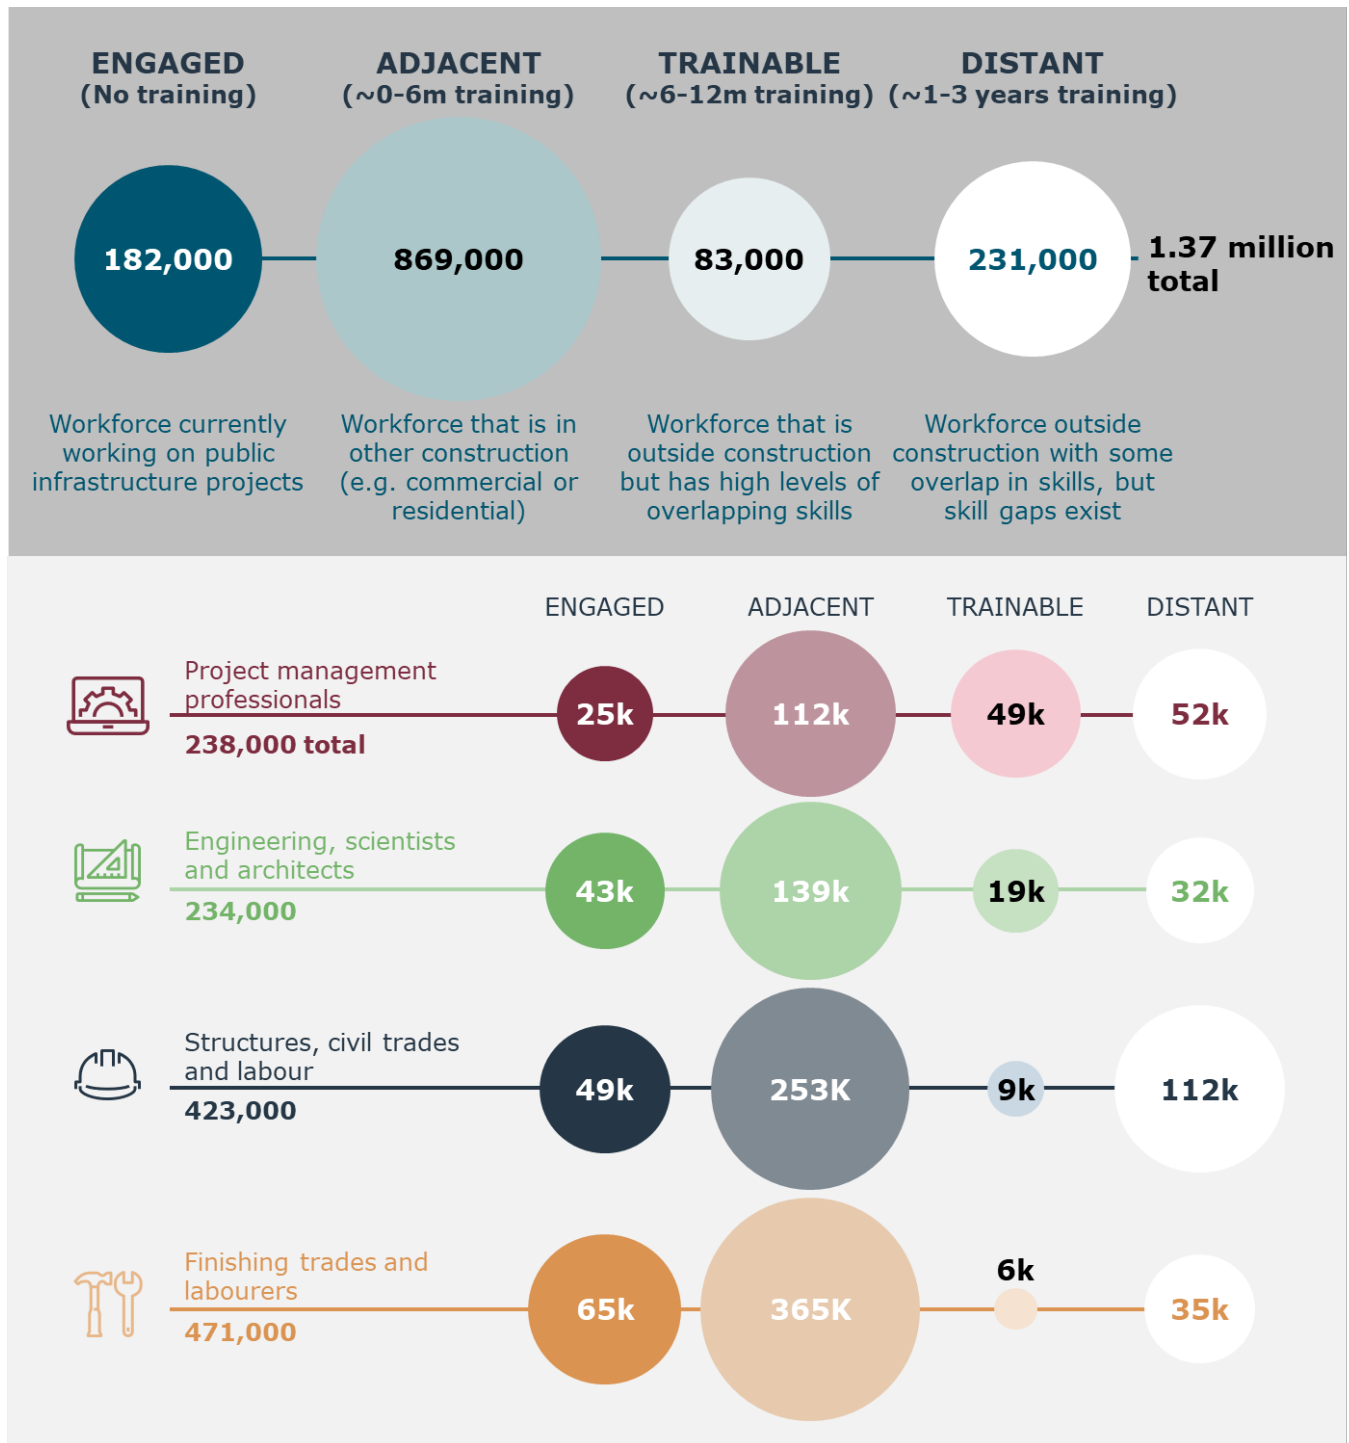 ENGAGED
(No training)
ADJACENT
(~0-6m training)
TRAINABLE
(~6-12m training)
DISTANT
(~1-3 years training)
182,000
869,000
83,000
231,000
1.37 million
total
Workforce currently
working on public
infrastructure projects
Workforce that is in
other construction
(e.g. commercial or
residential)
Workforce that is
outside construction
but has high levels of
overlapping skills
Workforce outside
construction with some
overlap in skills, but
skill gaps exist
ENGAGED
ADJACENT
TRAINABLE
DISTANT
Project management
professionals
238,000 total
25k
112k
49k
52k
Engineering, scientists
and architects
234,000
43k
139k
19k
32k
Structures, civil trades
and labour
423,000
49k
253K
9k
112k
Finishing trades and
labourers
471,000
65k
365K
6k
35k